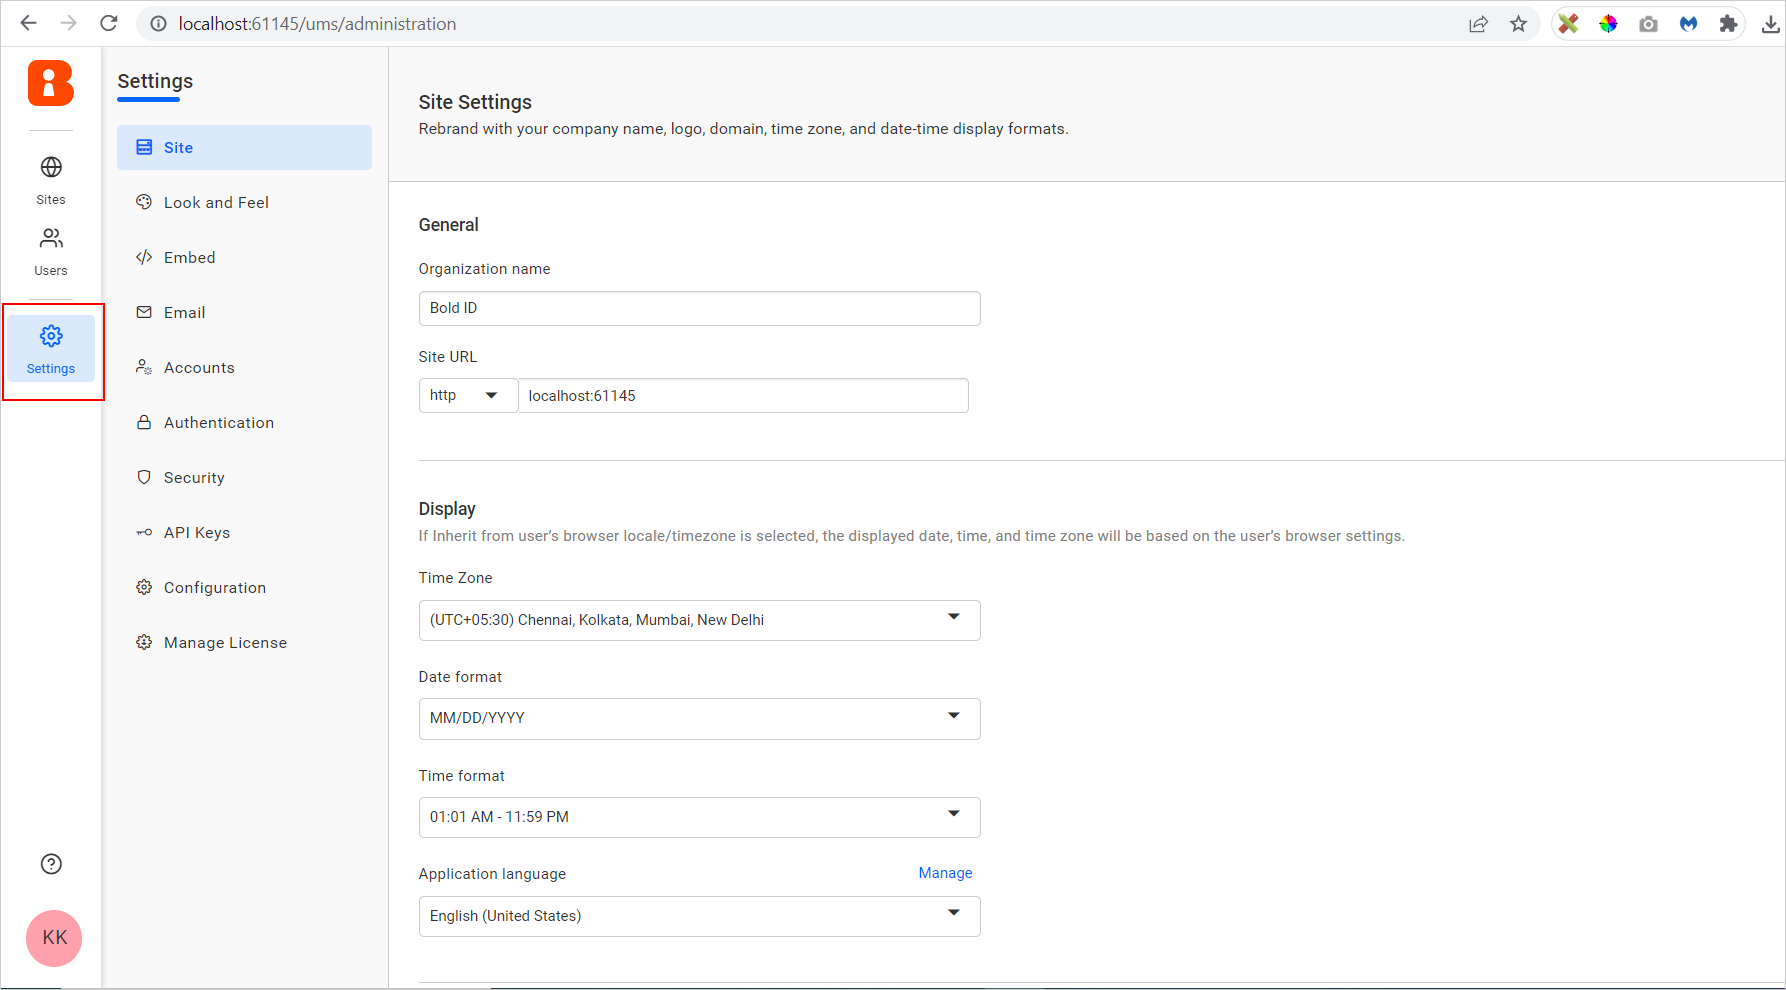 localhost:61145/ums/administration
Sites
Users
Settings
KK
Settings
Site
Look and Feel
Embed
Email
Accounts
Authentication
Security
API Keys
Configuration
Manage License
Site Settings
Rebrand with your company name, logo, domain, time zone, and date-time display formats.
General
Organization name
Bold ID
Site URL
http localhost:61145
Display
If Inherit from user’s browser locale/timezone is selected, the displayed date, time, and time zone will be based on the user’s browser settings.
Time Zone
(UTC+05:30) Chennai, Kolkata, Mumbai, New Delhi
Date format
MM/DD/YYYY
Time format
01:01 AM - 11:59 PM
Application language Manage
English (United States)